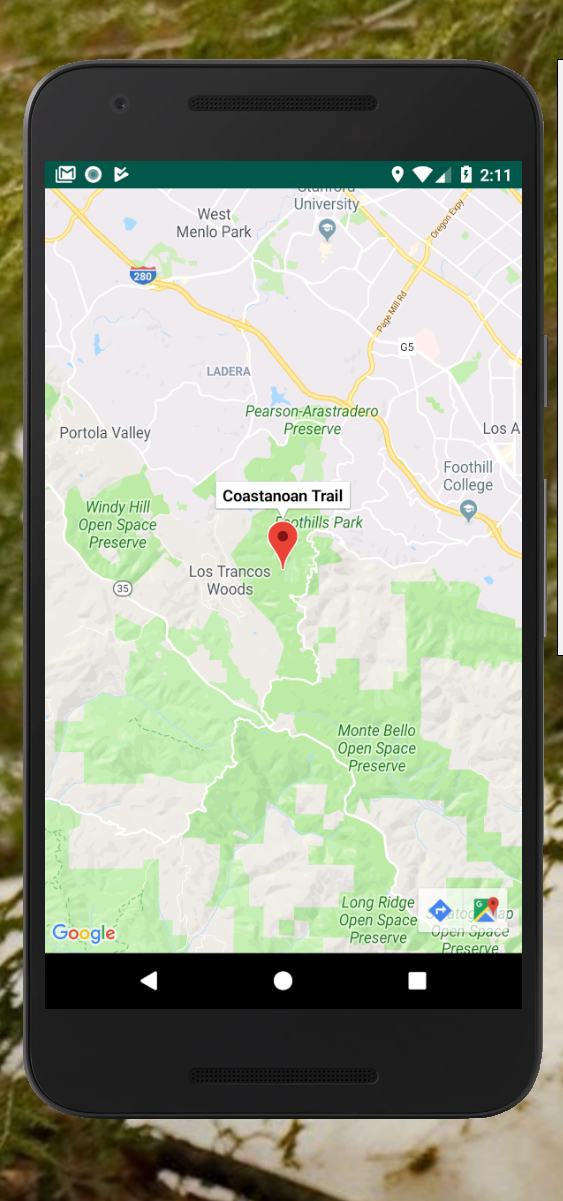 2:11
Stanford
University
West
Menlo Park
Oregon Expy
280
Page Mill Rd
G5
LADERA
Pearson-Arastradero
Preserve
Portola Valley
Los A
Foothill
College
Coastanoan Trail
Windy Hill
Open Space
Preserve
Foothills Park
Los Trancos
Woods
35
Monte Bello
Open Space
Preserve
Long Ridge
Open Space
Preserve
Open Space
Preserve
Google